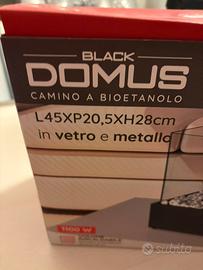 BLACK
DOMUS
CAMINO A BIOETANOLO
L45XP20,5XH28cm
in vetro e metallo
1100 W
subito